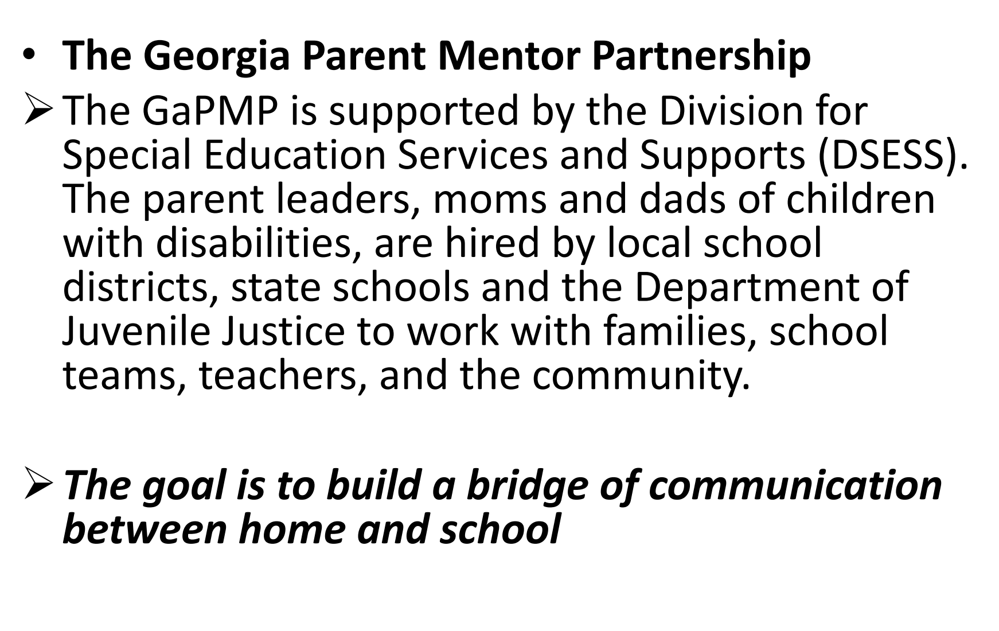 • The Georgia Parent Mentor Partnership
➢ The GaPMP is supported by the Division for
Special Education Services and Supports (DSESS).
The parent leaders, moms and dads of children
with disabilities, are hired by local school
districts, state schools and the Department of
Juvenile Justice to work with families, school
teams, teachers, and the community.
➢ The goal is to build a bridge of communication
between home and school